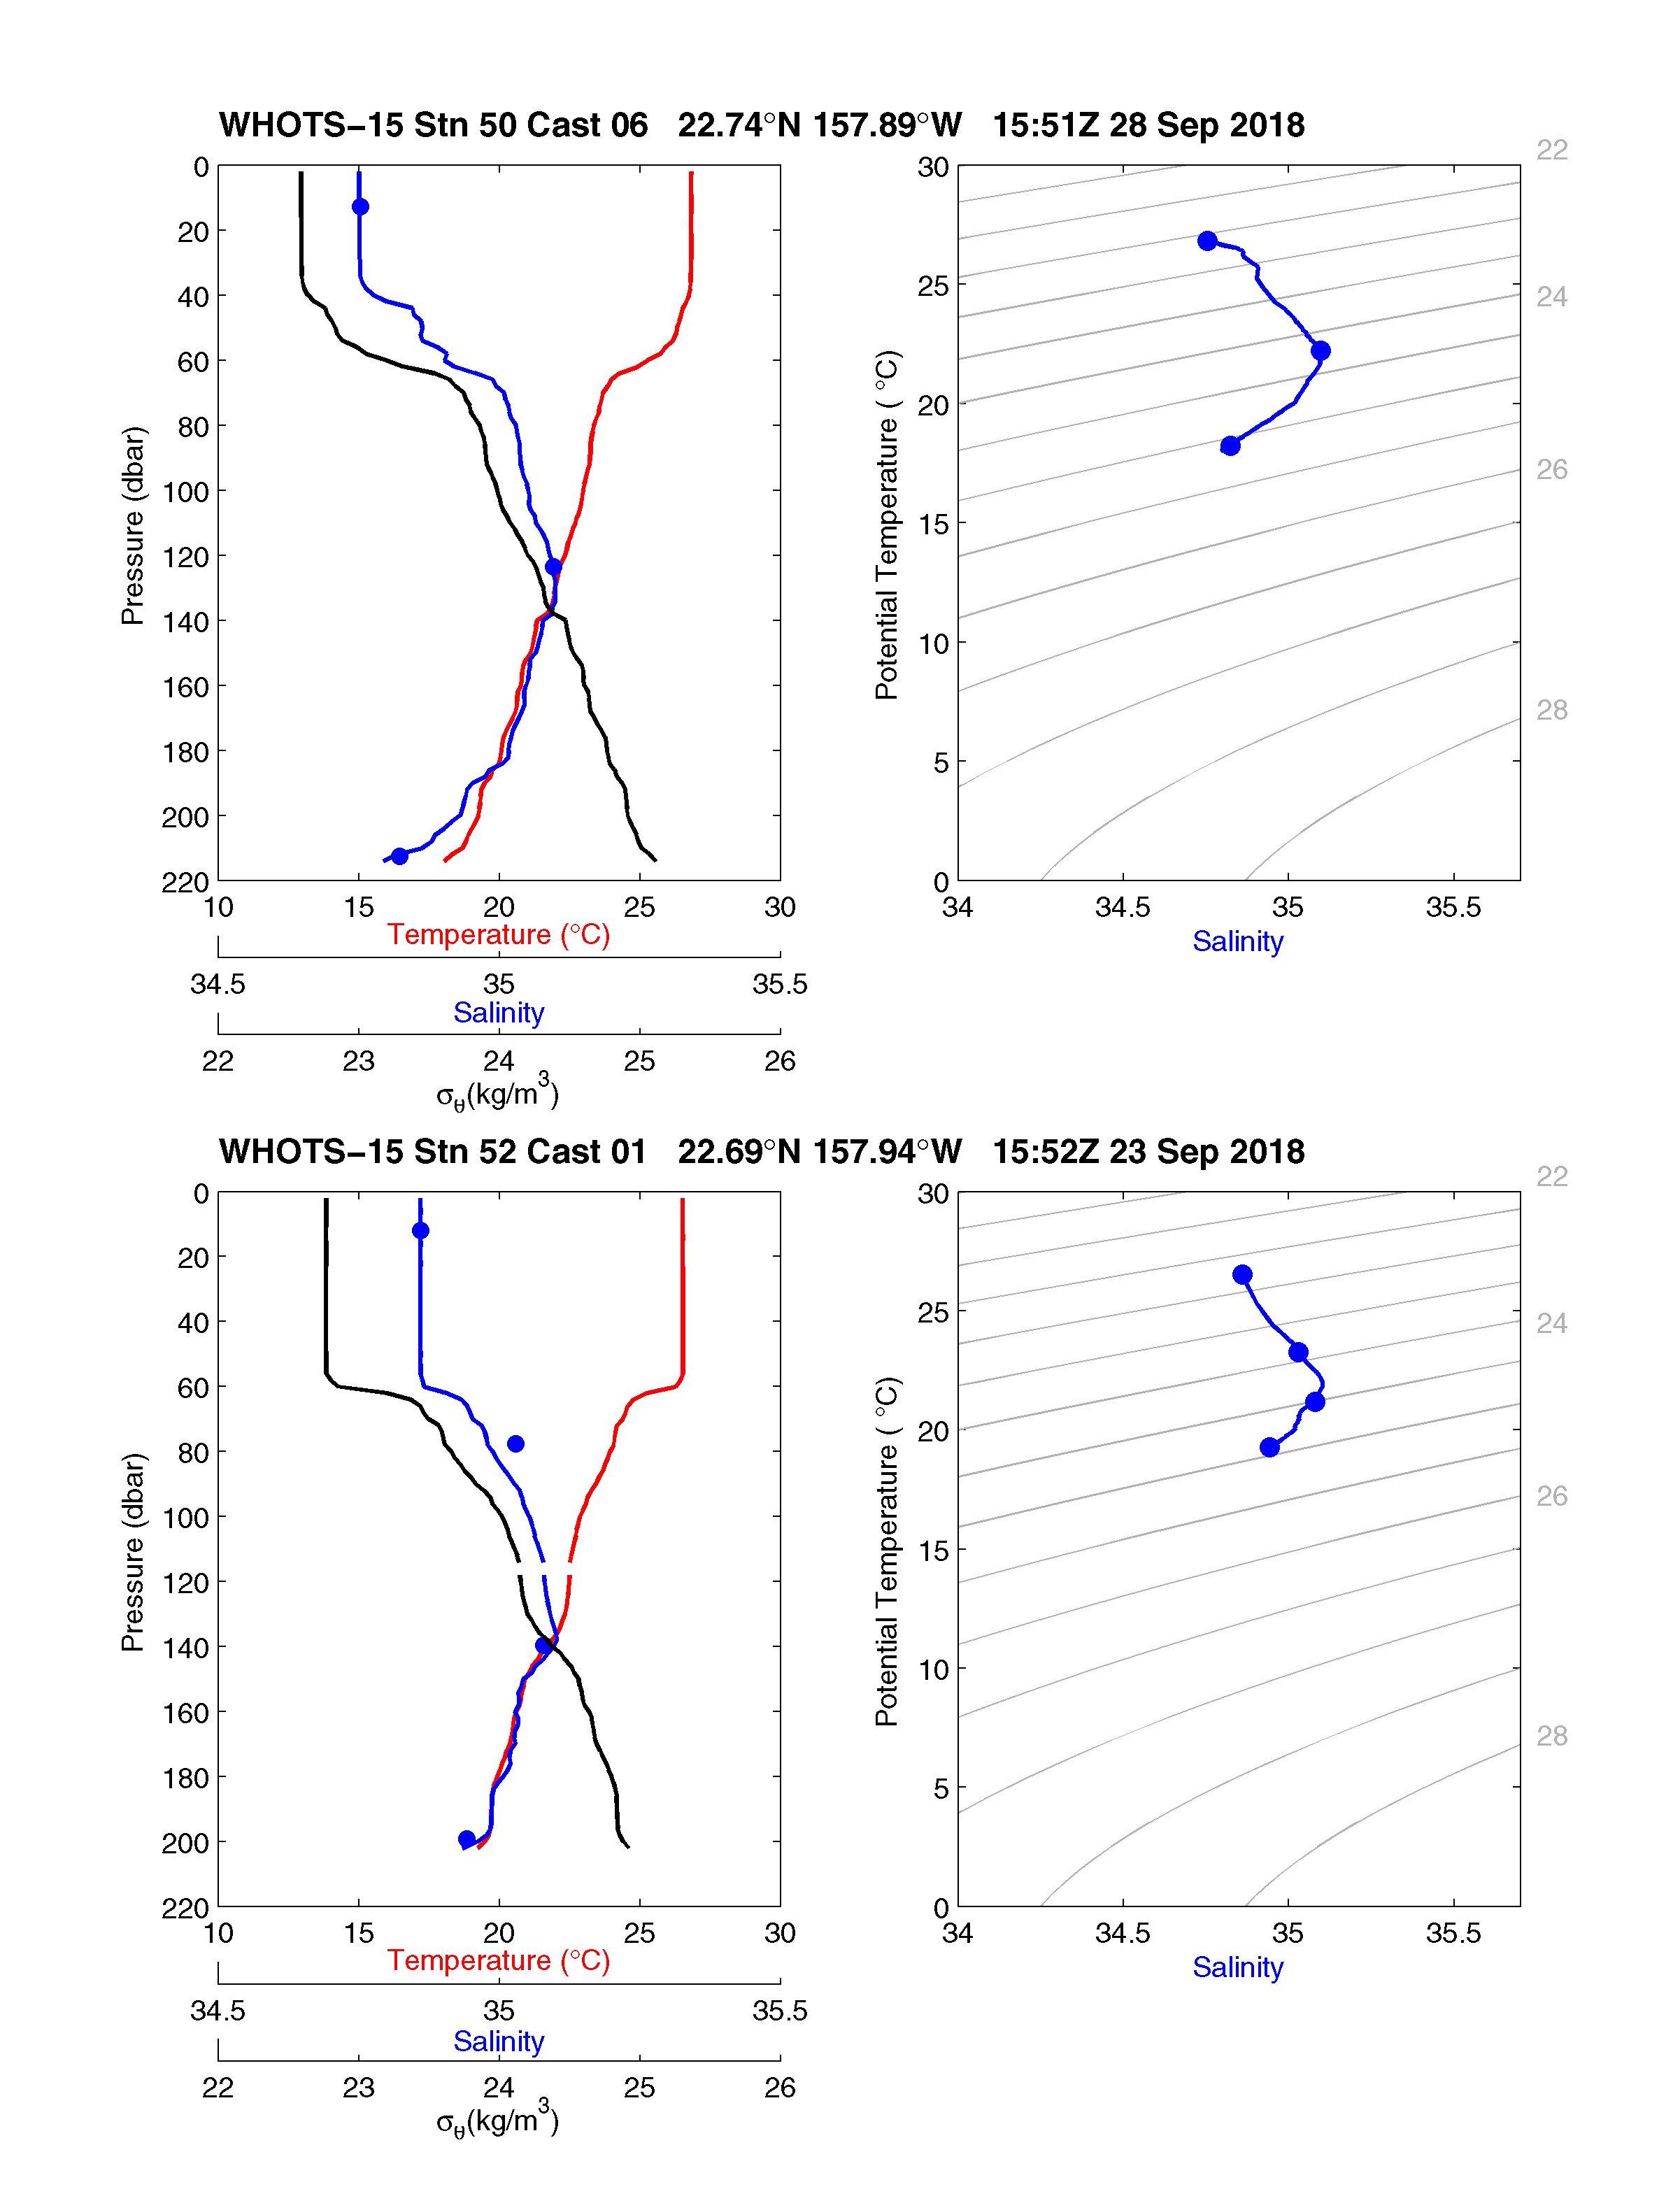 WHOTS−15 Stn 50 Cast 06   22.74°N 157.89°W   15:51Z 28 Sep 2018
0
20
40
60
80
100
120
140
160
180
200
220
Pressure (dbar)
10 15 20 25 30
Temperature (°C)
34.5 35 35.5
Salinity
22 23 24 25 26
σθ(kg/m3)
30
25
20
15
10
5
0
Potential Temperature ( °C)
34 34.5 35 35.5
Salinity
22
24
26
28
WHOTS−15 Stn 52 Cast 01   22.69°N 157.94°W   15:52Z 23 Sep 2018
0
20
40
60
80
100
120
140
160
180
200
220
Pressure (dbar)
10 15 20 25 30
Temperature (°C)
34.5 35 35.5
Salinity
22 23 24 25 26
σθ(kg/m3)
30
25
20
15
10
5
0
Potential Temperature ( °C)
34 34.5 35 35.5
Salinity
22
24
26
28